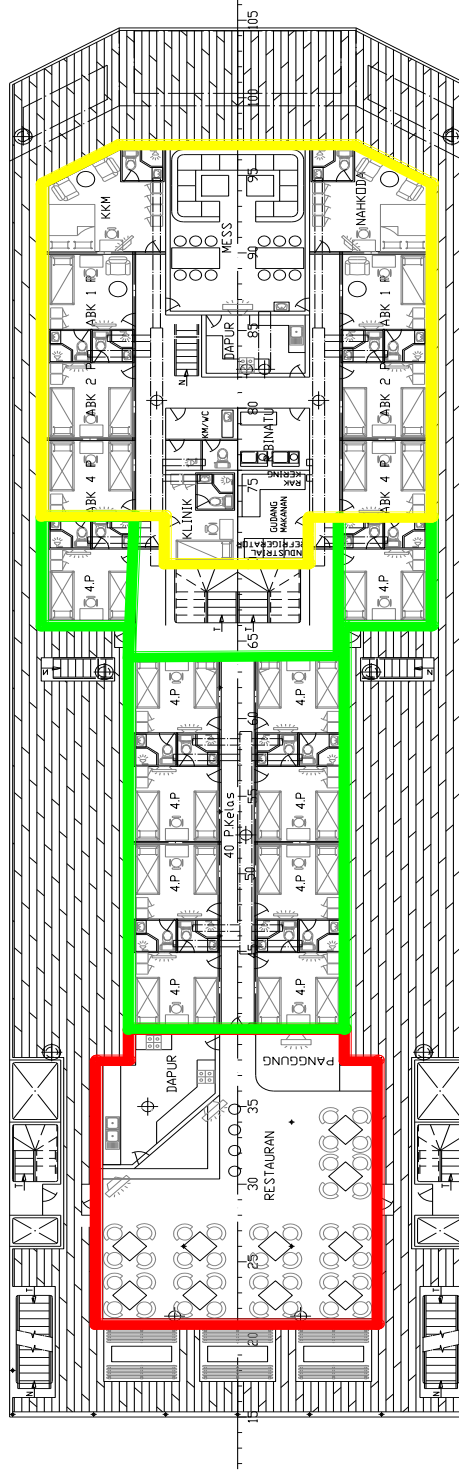 105
100
95
KKM
NAHKODA
MESS
90
ABK 1 P
ABK 1 P
DAPUR
85
N
ABK 2 P
ABK 2 P
80
KM/WC
BINATU
ABK 4 P
ABK 4 P
75
RAK
KERING
KLINIK
GUDANG
MAKANAN
INDUSTRIAL
REFRIGERATOR
4.P
4.P
T
T
65
N
N
4.P
4.P
60
4.P
4.P
55
40 P.Kelas
4.P
4.P
50
45
4.P
4.P
DAPUR
PANGGUNG
35
T
T
30
RESTAURAN
25
T
T
20
N
N
15